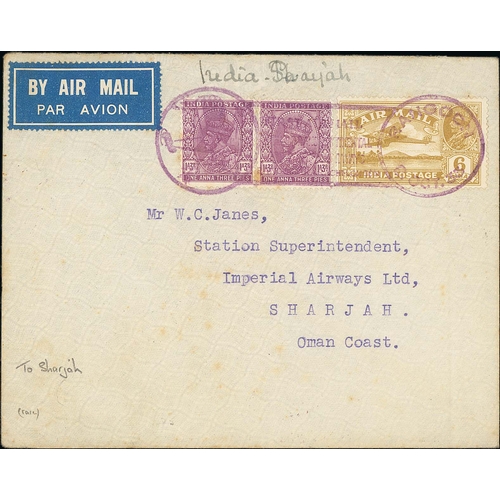 India - Sharjah
BY AIR MAIL
PAR AVION
INDIA POSTAGE INDIA POSTAGE AIR MAIL
ONE ANNA THREE PIES ONE ANNA THREE PIES INDIA POSTAGE 6
Mr W.C.Janes,
Station Superintendent,
Imperial Airways Ltd,
SHARJAH.
Oman Coast.
To Sharjah
(rare)